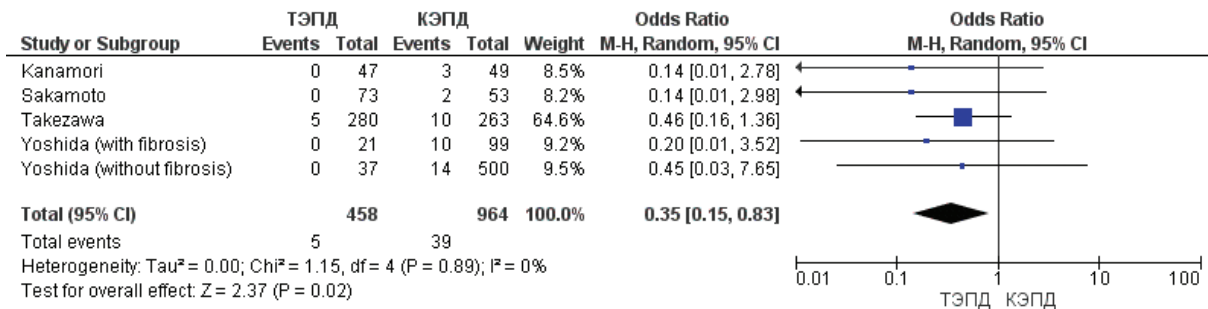 ТЭПД КЭПД Odds Ratio Odds Ratio
Study or Subgroup Events Total Events Total Weight M-H, Random, 95% CI M-H, Random, 95% CI
Kanamori 0 47 3 49 8.5% 0.14 [0.01, 2.78]
Sakamoto 0 73 2 53 8.2% 0.14 [0.01, 2.98]
Takezawa 5 280 10 263 64.6% 0.46 [0.16, 1.36]
Yoshida (with fibrosis) 0 21 10 99 9.2% 0.20 [0.01, 3.52]
Yoshida (without fibrosis) 0 37 14 500 9.5% 0.45 [0.03, 7.65]
Total (95% CI) 458 964 100.0% 0.35 [0.15, 0.83]
Total events 5 39
Heterogeneity: Tau² = 0.00; Chi² = 1.15, df = 4 (P = 0.89); I² = 0%
Test for overall effect: Z = 2.37 (P = 0.02)
0.01 0.1 1 10 100
ТЭПД КЭПД